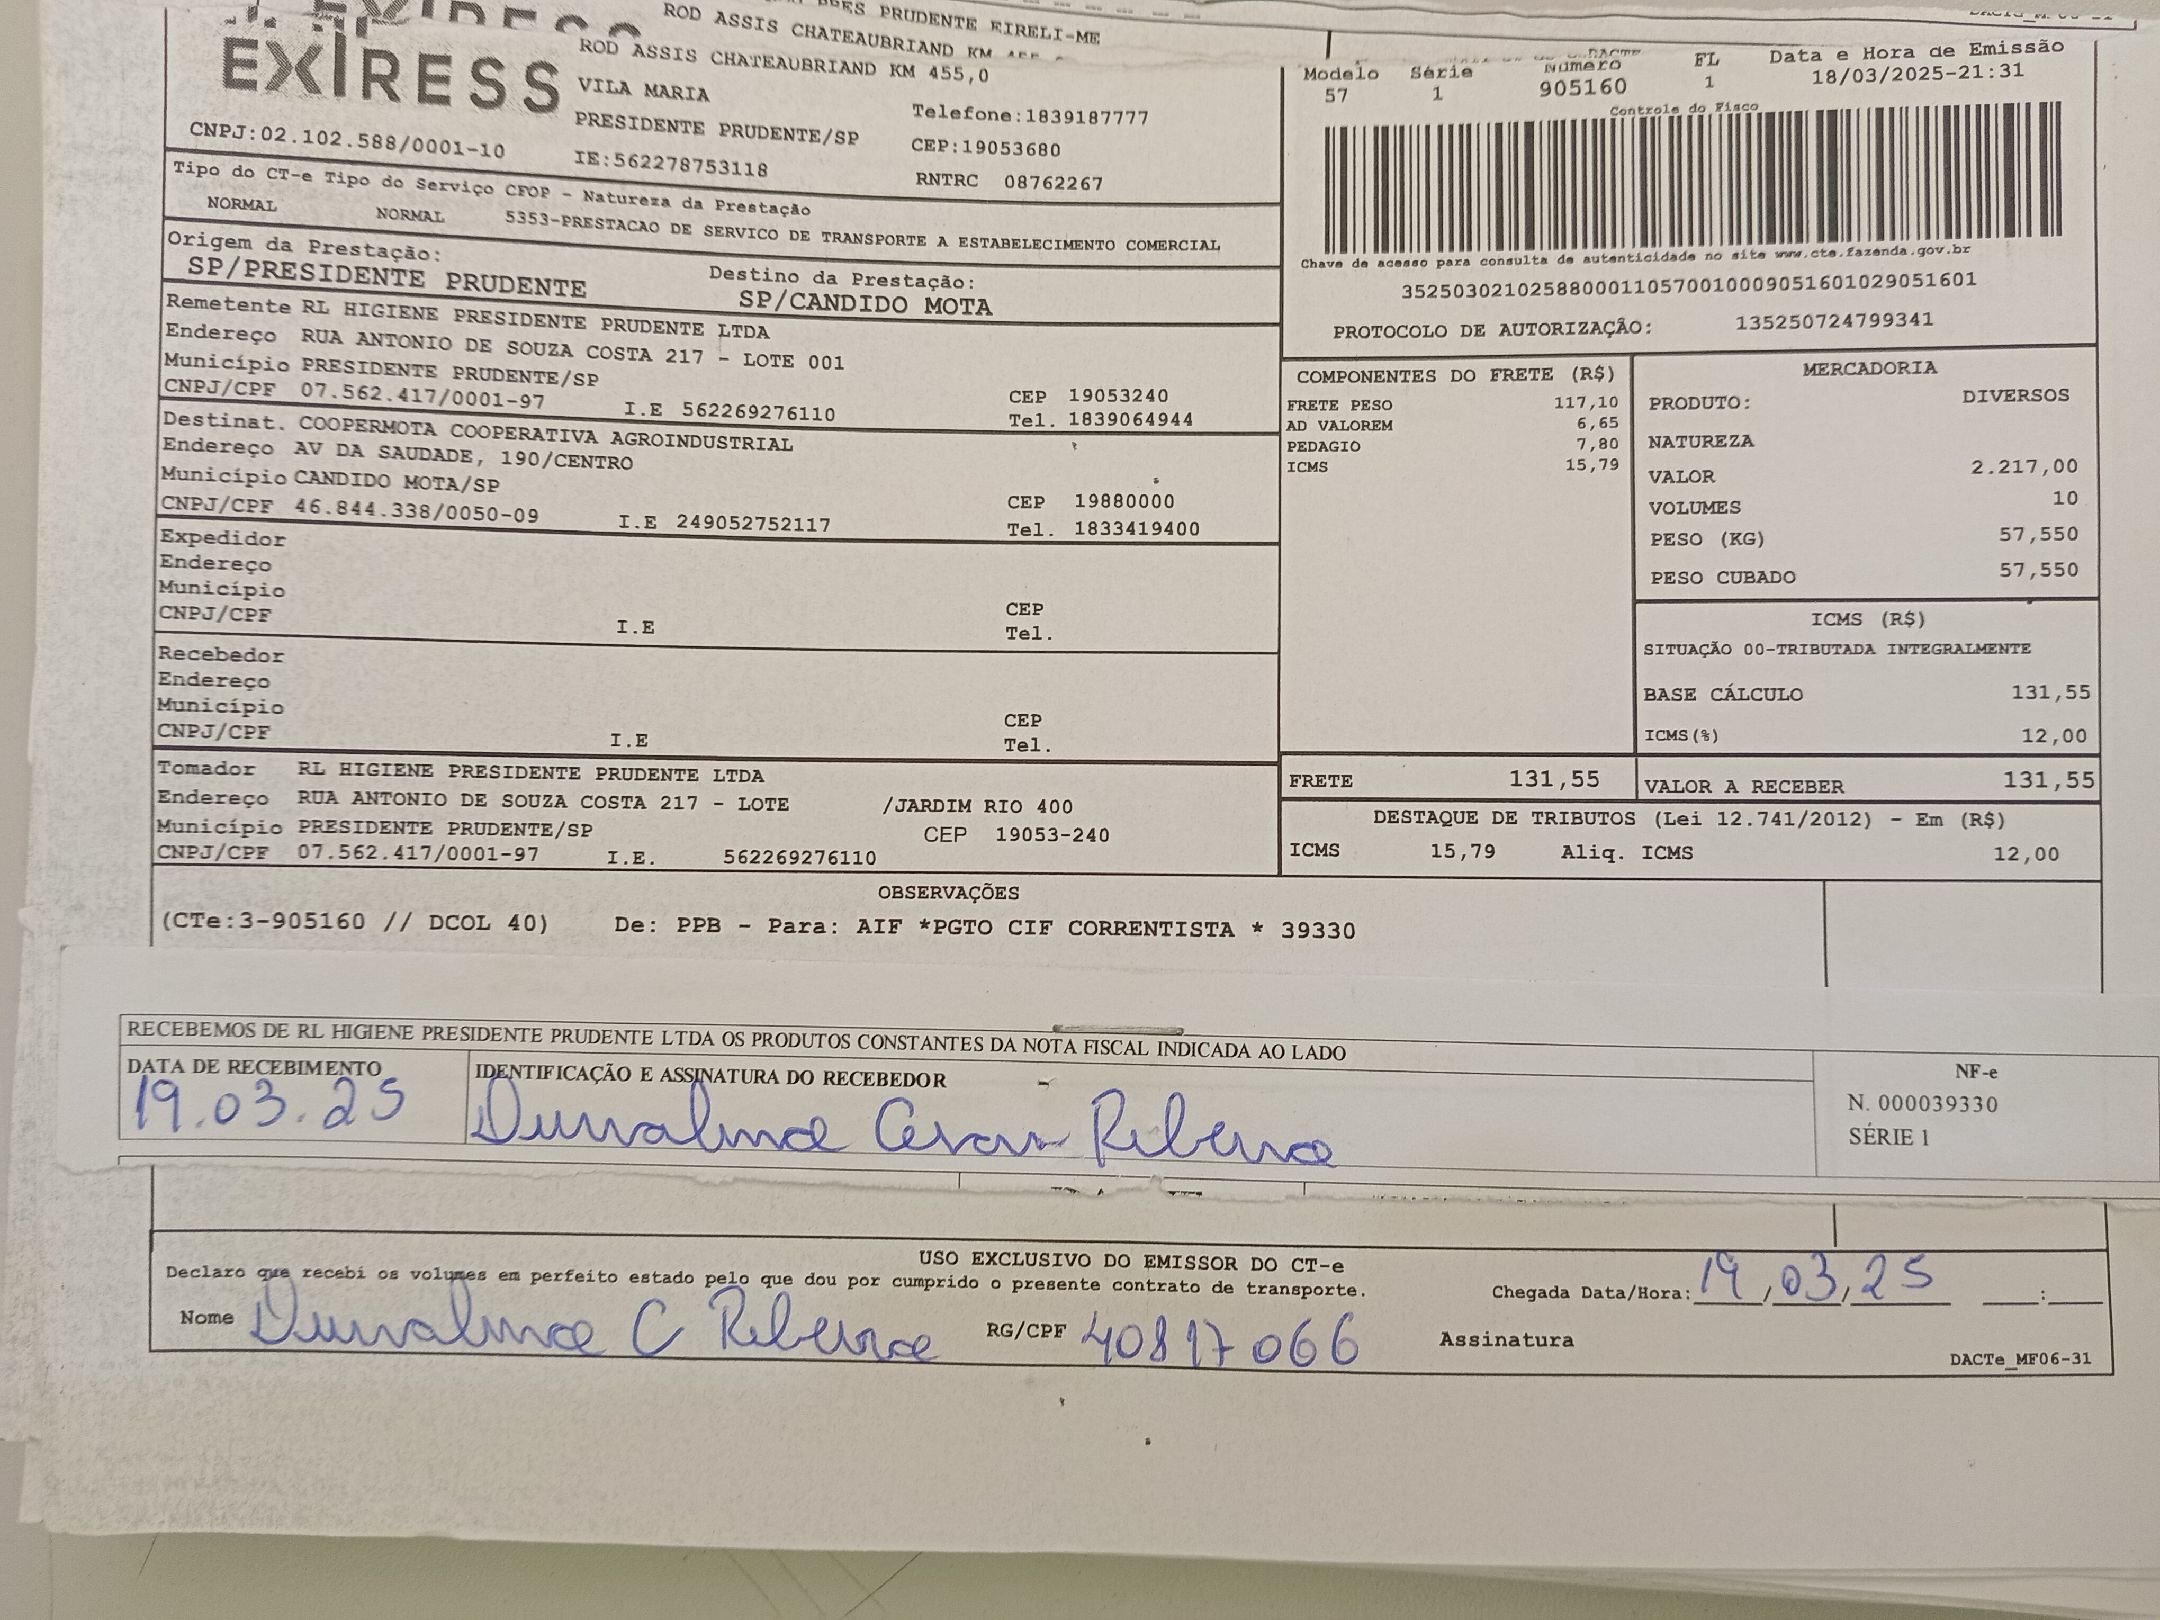 PRUDENTE EIRELI-ME
ROD ASSIS CHATEAUBRIAND KM
EXIRESS
ROD ASSIS CHATEAUBRIAND KM 455,0
VILA MARIA
PRESIDENTE PRUDENTE/SP
Telefone:1839187777
CEP:19053680
CNPJ:02.102.588/0001-10
IE:562278753118
RNTRC 08762267
Modelo Série Número FL Data e Hora de Emissão
57 1 905160 1 18/03/2025-21:31
Controle do Fisco
Chave de acesso para consulta de autenticidade no site www.cte.fazenda.gov.br
35250302102588000110570010009051601029051601
PROTOCOLO DE AUTORIZAÇÃO: 135250724799341
Tipo do CT-e Tipo do Serviço CFOP - Natureza da Prestação
NORMAL NORMAL 5353-PRESTACAO DE SERVICO DE TRANSPORTE A ESTABELECIMENTO COMERCIAL
Origem da Prestação: Destino da Prestação:
SP/PRESIDENTE PRUDENTE SP/CANDIDO MOTA
Remetente RL HIGIENE PRESIDENTE PRUDENTE LTDA
Endereço RUA ANTONIO DE SOUZA COSTA 217 - LOTE 001
Município PRESIDENTE PRUDENTE/SP CEP 19053240
CNPJ/CPF 07.562.417/0001-97 I.E 562269276110 Tel. 1839064944
Destinat. COOPERMOTA COOPERATIVA AGROINDUSTRIAL
Endereço AV DA SAUDADE, 190/CENTRO
Município CANDIDO MOTA/SP CEP 19880000
CNPJ/CPF 46.844.338/0050-09 I.E 249052752117 Tel. 1833419400
Expedidor
Endereço
Município CEP
CNPJ/CPF I.E Tel.
Recebedor
Endereço
Município CEP
CNPJ/CPF I.E Tel.
Tomador RL HIGIENE PRESIDENTE PRUDENTE LTDA
Endereço RUA ANTONIO DE SOUZA COSTA 217 - LOTE /JARDIM RIO 400
Município PRESIDENTE PRUDENTE/SP CEP 19053-240
CNPJ/CPF 07.562.417/0001-97 I.E. 562269276110
COMPONENTES DO FRETE (R$)
FRETE PESO 117,10
AD VALOREM 6,65
PEDAGIO 7,80
ICMS 15,79
MERCADORIA
PRODUTO: DIVERSOS
NATUREZA
VALOR 2.217,00
VOLUMES 10
PESO (KG) 57,550
PESO CUBADO 57,550
ICMS (R$)
SITUAÇÃO 00-TRIBUTADA INTEGRALMENTE
BASE CÁLCULO 131,55
ICMS(%) 12,00
FRETE 131,55 VALOR A RECEBER 131,55
DESTAQUE DE TRIBUTOS (Lei 12.741/2012) - Em (R$)
ICMS 15,79 Aliq. ICMS 12,00
OBSERVAÇÕES
(CTe:3-905160 // DCOL 40) De: PPB - Para: AIF *PGTO CIF CORRENTISTA * 39330
RECEBEMOS DE RL HIGIENE PRESIDENTE PRUDENTE LTDA OS PRODUTOS CONSTANTES DA NOTA FISCAL INDICADA AO LADO
DATA DE RECEBIMENTO IDENTIFICAÇÃO E ASSINATURA DO RECEBEDOR
19.03.25 Durvalina Cesar Ribeiro
NF-e
N. 000039330
SÉRIE 1
USO EXCLUSIVO DO EMISSOR DO CT-e
Declaro que recebi os volumes em perfeito estado pelo que dou por cumprido o presente contrato de transporte. Chegada Data/Hora: 19,03,25 :
Nome Durvalina C Ribeiro RG/CPF 40817066 Assinatura
DACTe_MF06-31